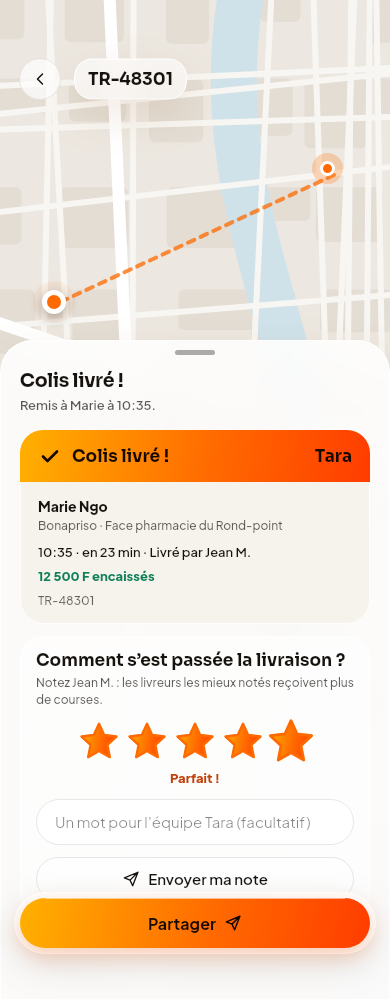 TR-48301
Colis livré !
Remis à Marie à 10:35.
Colis livré ! Tara
Marie Ngo
Bonapriso · Face pharmacie du Rond-point
10:35 · en 23 min · Livré par Jean M.
12 500 F encaissés
TR-48301
Comment s’est passée la livraison ?
Notez Jean M. : les livreurs les mieux notés reçoivent plus
de courses.
Parfait !
Un mot pour l’équipe Tara (facultatif)
Envoyer ma note
Partager